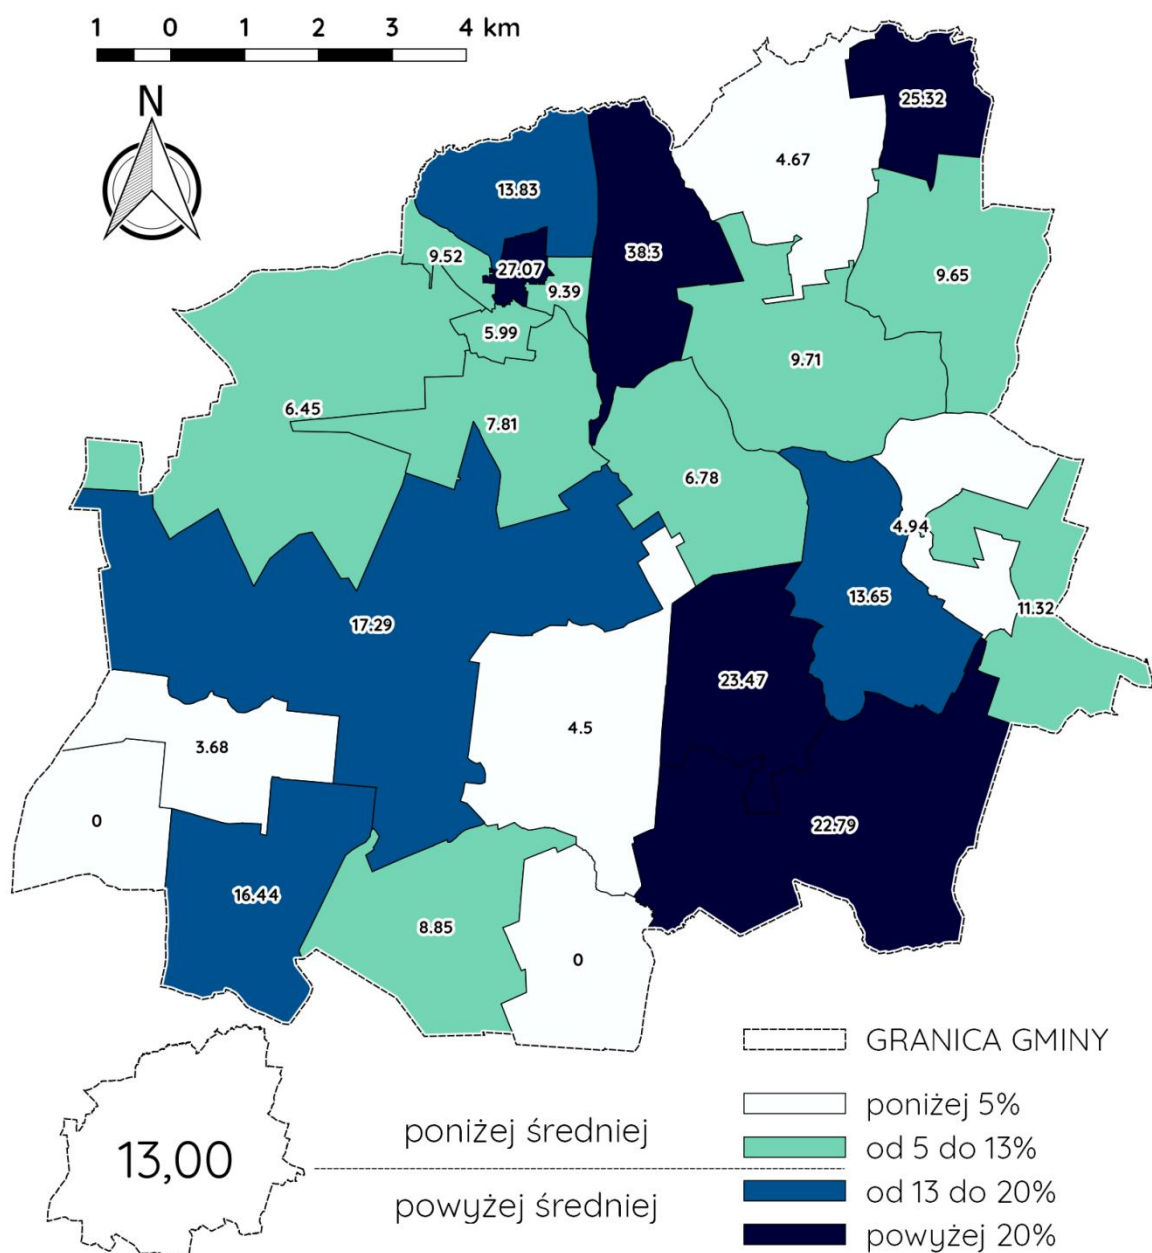 1 0 1 2 3 4 km
N
25.32
4.67
13.83
38.3
9.52
27.07
9.65
9.39
5.99
9.71
6.45
7.81
6.78
4.94
13.65
11.32
17.29
23.47
4.5
3.68
0
22.79
16.44
8.85
0
GRANICA GMINY
poniżej 5%
poniżej średniej
od 5 do 13%
13,00
od 13 do 20%
powyżej średniej
powyżej 20%